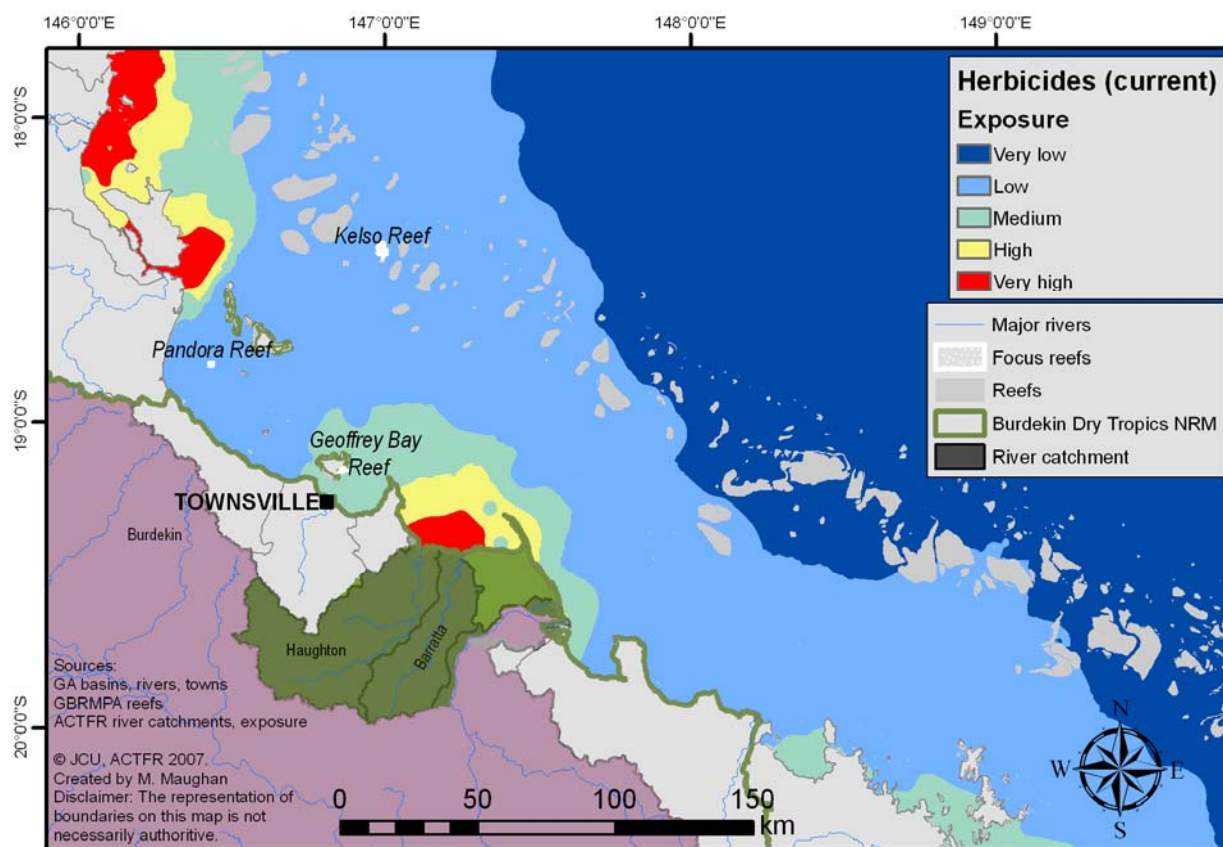 146°0'0"E
147°0'0"E
148°0'0"E
149°0'0"E
18°0'0"S
19°0'0"S
20°0'0"S
Herbicides (current)
Exposure
Very low
Low
Medium
High
Very high
Major rivers
Focus reefs
Reefs
Burdekin Dry Tropics NRM
River catchment
Kelso Reef
Pandora Reef
Geoffrey Bay
Reef
TOWNSVILLE
Burdekin
Haughton
Barratta
Sources:
GA basins, rivers, towns
GBRMPA reefs
ACTFR river catchments, exposure
© JCU, ACTFR 2007.
Created by M. Maughan
Disclaimer: The representation of
boundaries on this map is not
necessarily authoritive.
0 50 100 150
km
N
W E
S